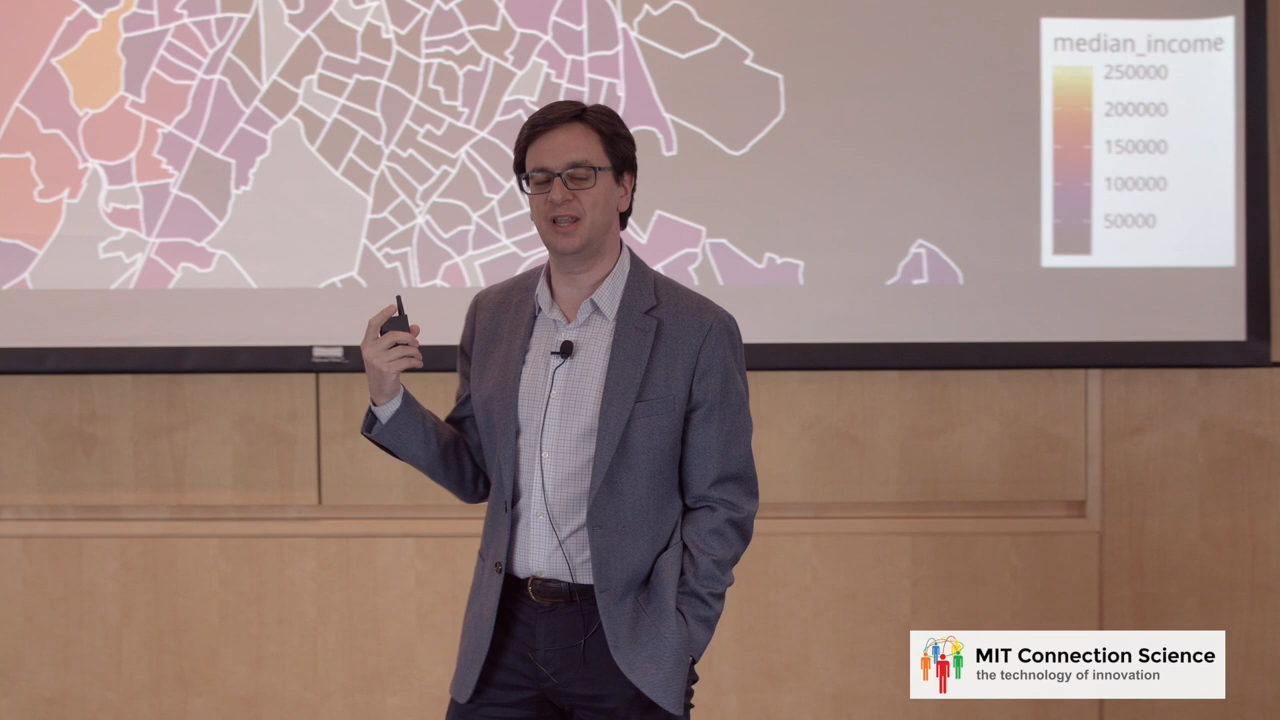 median_income
250000
200000
150000
100000
50000
MIT Connection Science
the technology of innovation